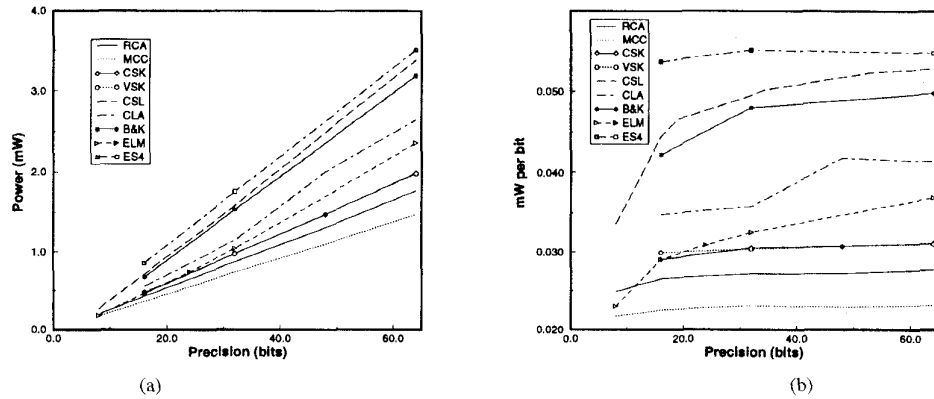 4.0
3.0
2.0
1.0
0.0
Power (mW)
0.0
20.0
40.0
60.0
Precision (bits)
RCA
MCC
CSK
VSK
CSL
CLA
B&K
ELM
ES4
(a)
0.050
0.040
0.030
0.020
mW per bit
0.0
20.0
40.0
60.0
Precision (bits)
RCA
MCC
CSK
VSK
CSL
CLA
B&K
ELM
ES4
(b)